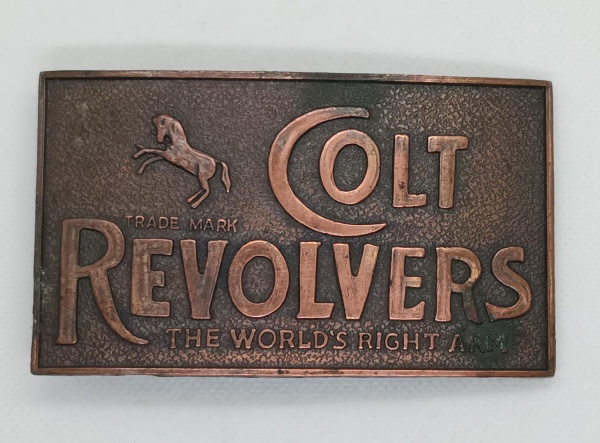 COLT
TRADE MARK
REVOLVERS
THE WORLD'S RIGHT ARM